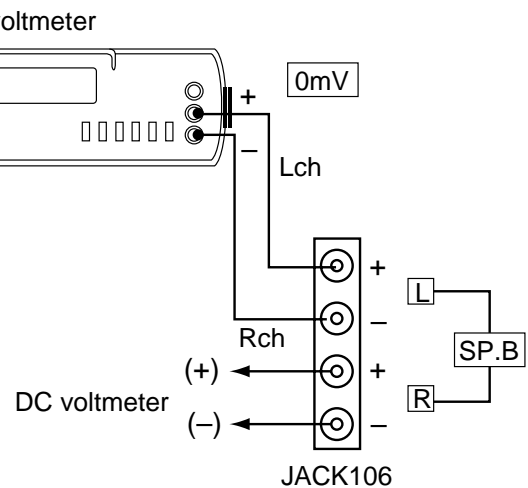 oltmeter
+
0mV
–
Lch
+
L
–
Rch
SP.B
(+)
+
R
DC voltmeter
(–)
–
JACK106